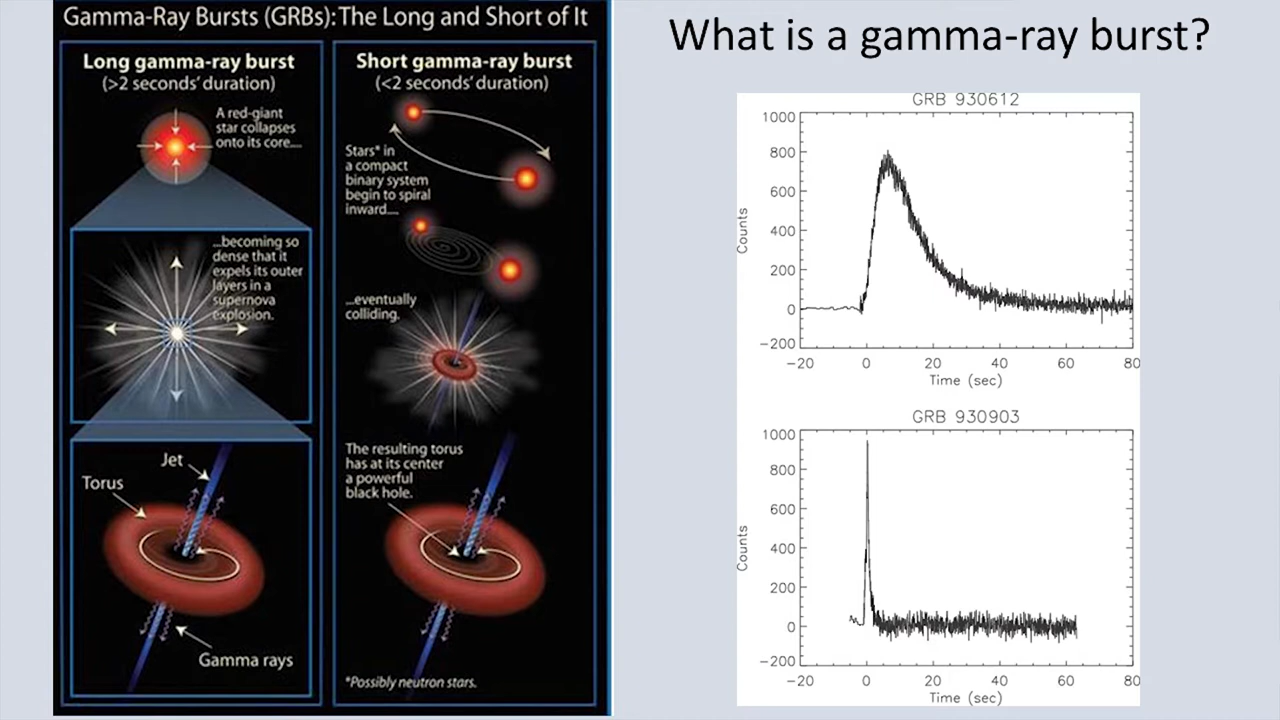 Gamma-Ray Bursts (GRBs): The Long and Short of It
Long gamma-ray burst
(>2 seconds' duration)
A red-giant
star collapses
onto its core....
...becoming so
dense that it
expels its outer
layers in a
supernova
explosion.
Jet
Torus
Gamma rays
Short gamma-ray burst
(<2 seconds' duration)
Stars* in
a compact
binary system
begin to spiral
inward....
...eventually
colliding.
The resulting torus
has at its center
a powerful
black hole.
*Possibly neutron stars.
What is a gamma-ray burst?
GRB 930612
1000
800
600
400
200
0
-200
Counts
-20 0 20 40 60 80
Time (sec)
GRB 930903
1000
800
600
400
200
0
-200
Counts
-20 0 20 40 60 80
Time (sec)